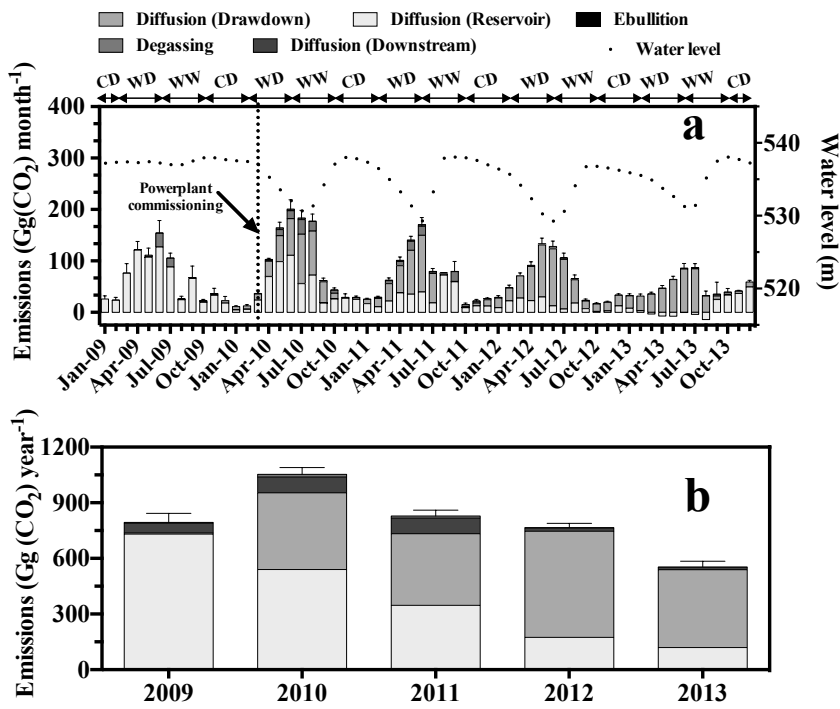 Diffusion (Drawdown) Diffusion (Reservoir) Ebullition
Degassing Diffusion (Downstream) Water level
CD WD WW CD WD WW CD WD WW CD WD WW CD WD WW CD
Emissions (Gg(CO₂) month⁻¹)
400
300
200
100
0
a
Powerplant
commissioning
540
530
520
Water level (m)
Jan-09 Apr-09 Jul-09 Oct-09 Jan-10 Apr-10 Jul-10 Oct-10 Jan-11 Apr-11 Jul-11 Oct-11 Jan-12 Apr-12 Jul-12 Oct-12 Jan-13 Apr-13 Jul-13 Oct-13
Emissions (Gg (CO₂) year⁻¹)
1200
900
600
300
0
b
2009 2010 2011 2012 2013